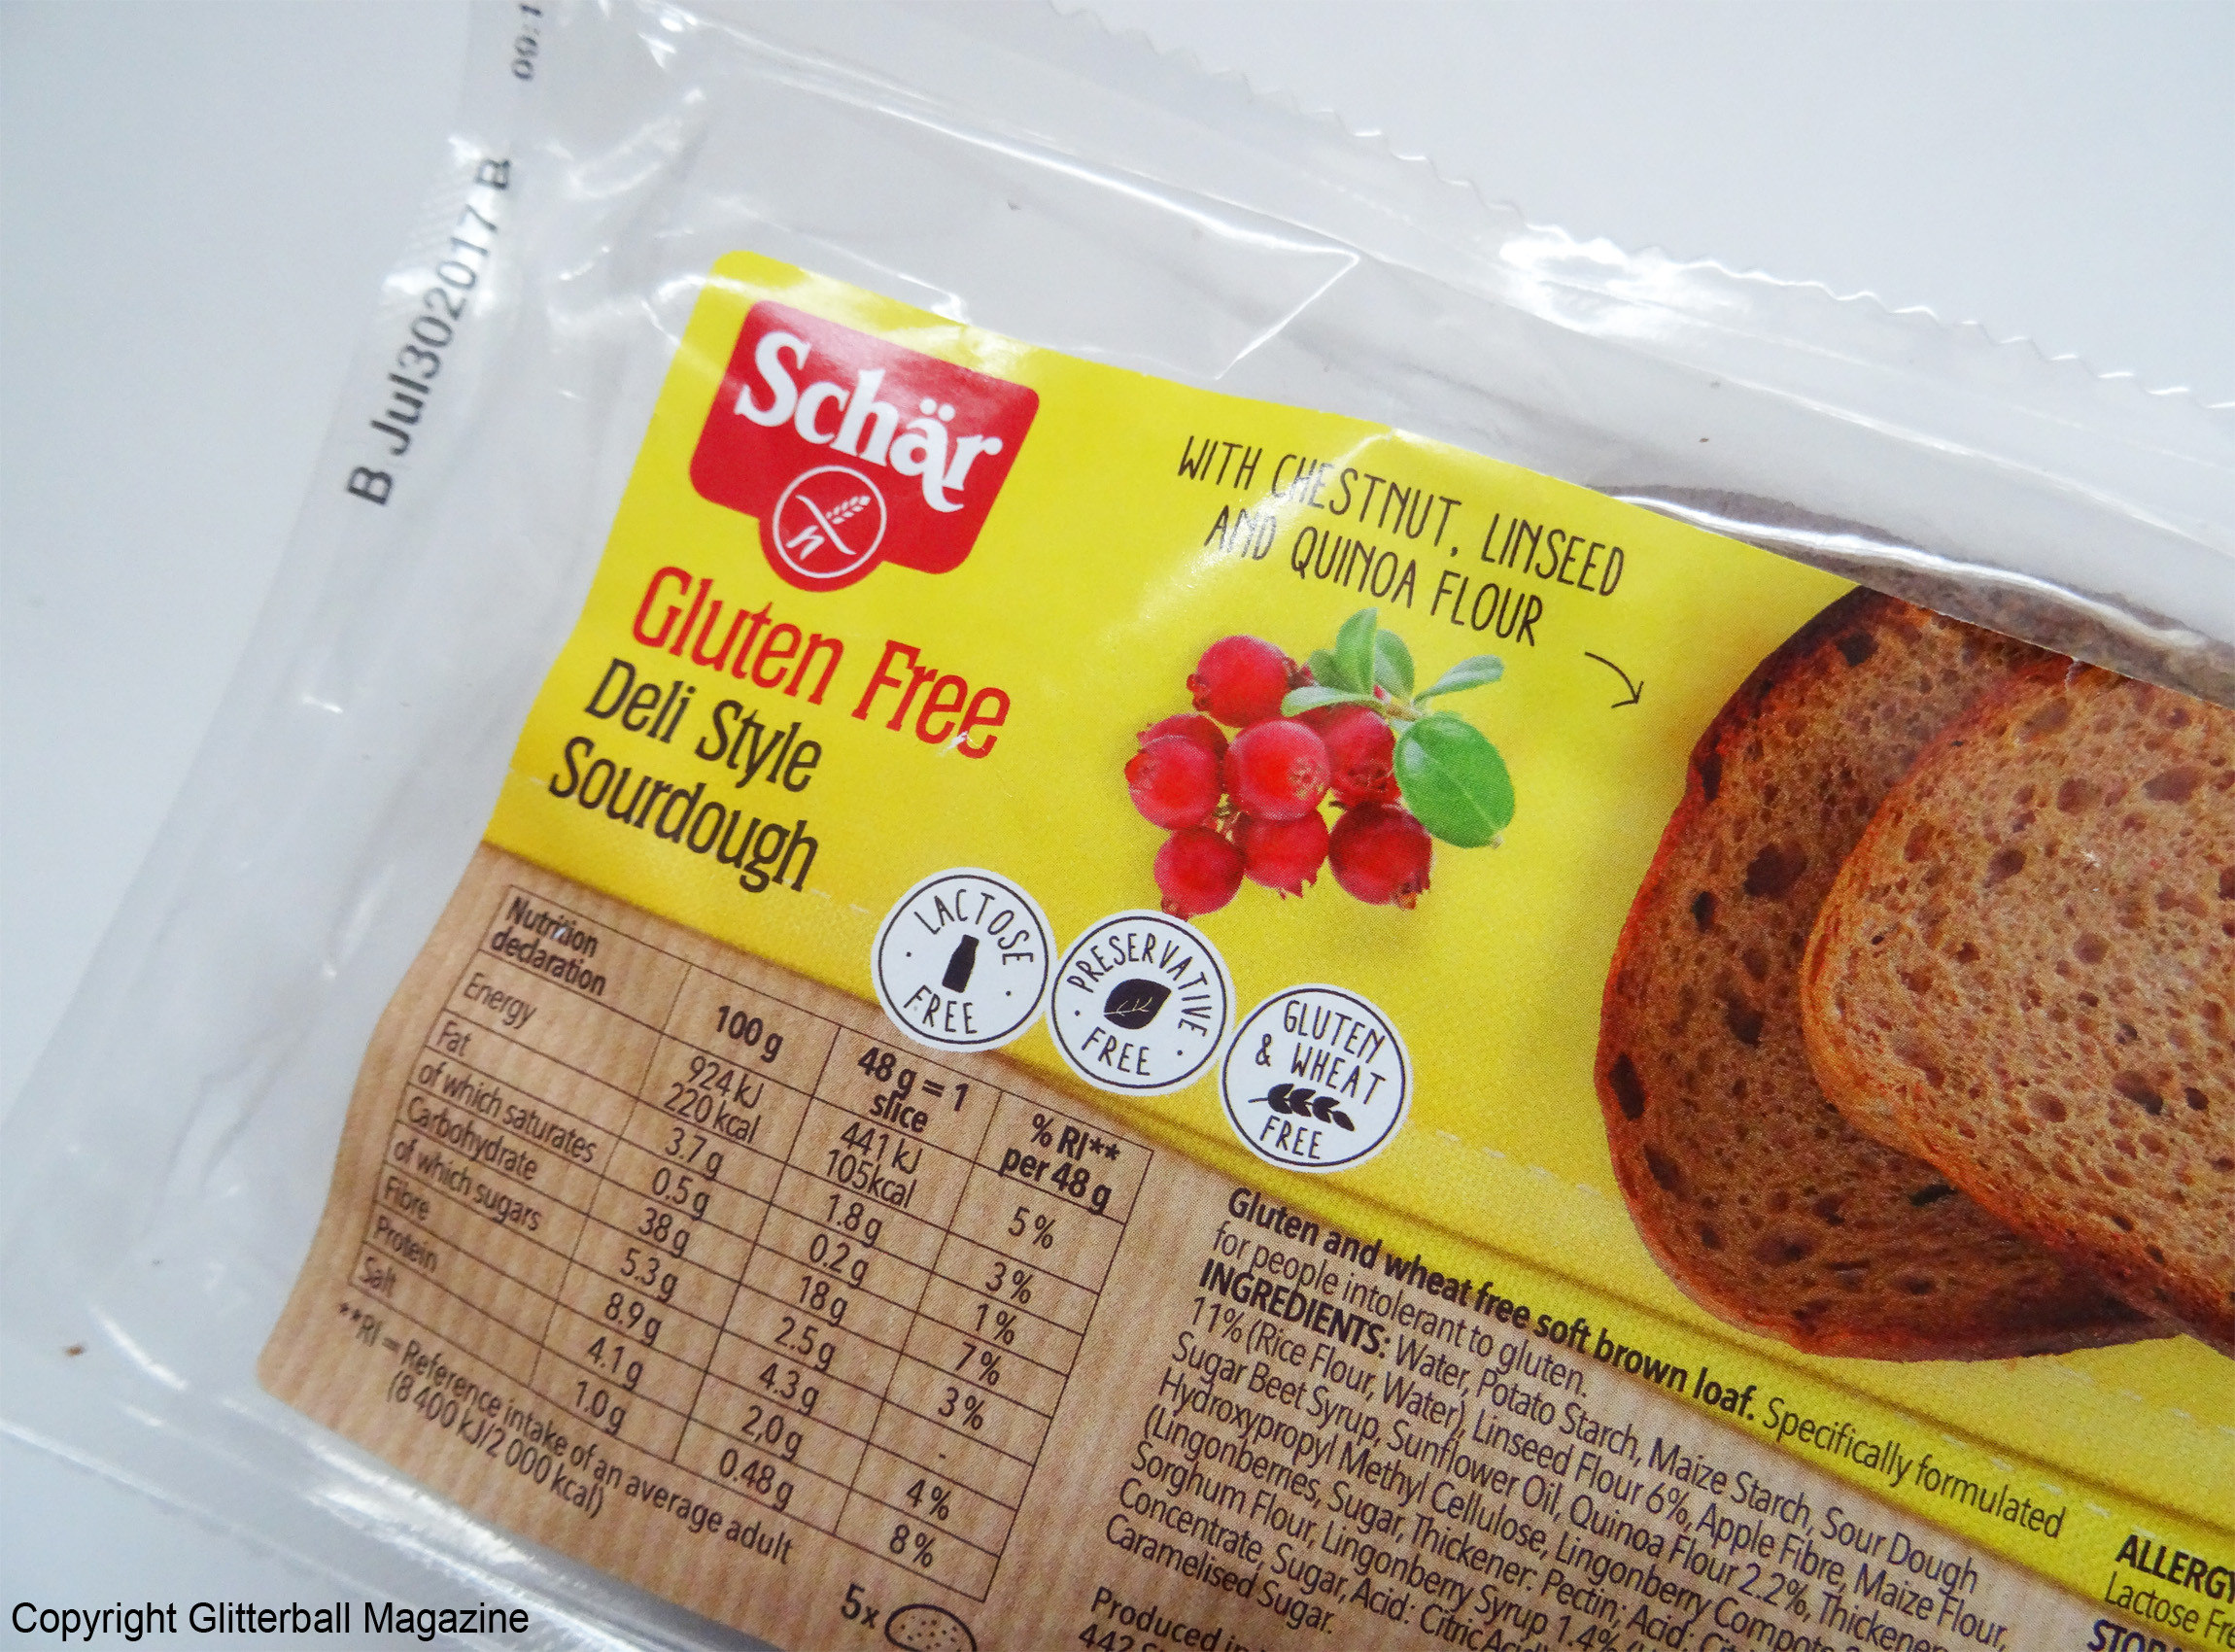 09:1
B Jul302017 B
Schär
Gluten Free
Deli Style
Sourdough
WITH CHESTNUT, LINSEED
AND QUINOA FLOUR
LACTOSE
FREE
PRESERVATIVE
FREE
GLUTEN
& WHEAT
FREE
Nutrition
declaration
100 g
48 g = 1
slice
% RI**
per 48 g
Energy
924 kJ
220 kcal
441 kJ
105kcal
5 %
Fat
3.7 g
1.8 g
3 %
of which saturates
0.5 g
0.2 g
1 %
Carbohydrate
38 g
18 g
7 %
of which sugars
5.3 g
2.5 g
3 %
Fibre
8.9 g
4.3 g
-
Protein
4.1 g
2,0 g
4 %
Salt
1.0 g
0.48 g
8 %
**RI = Reference intake of an average adult
(8 400 kJ/2 000 kcal)
5x
Gluten and wheat free soft brown loaf. Specifically formulated
for people intolerant to gluten.
INGREDIENTS: Water, Potato Starch, Maize Starch, Sour Dough
11% (Rice Flour, Water), Linseed Flour 6%, Apple Fibre, Maize Flour,
Sugar Beet Syrup, Sunflower Oil, Quinoa Flour 2.2%, Thickener:
Hydroxypropyl Methyl Cellulose, Lingonberry Compote
(Lingonberries, Sugar, Thickener: Pectin; Acid:
Sorghum Flour, Lingonberry Syrup 1.4%
Concentrate, Sugar, Acid: Citric Acid)
Caramelised Sugar.
Produced in
442
ALLERGY
Lactose Fr
STO
Copyright Glitterball Magazine